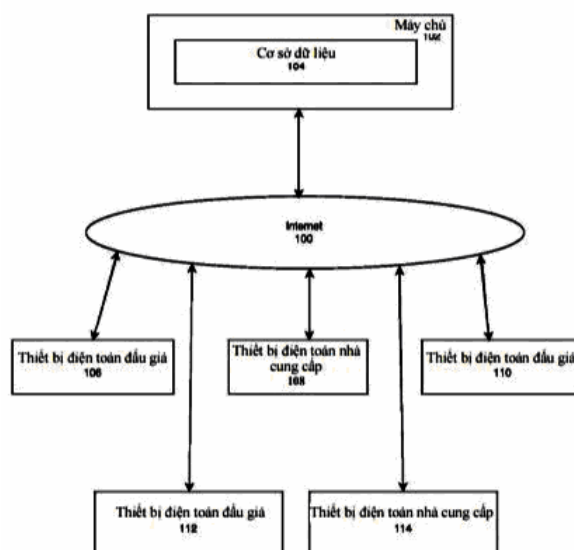 Máy chủ
102
Cơ sở dữ liệu
104
Internet
100
Thiết bị điện toán đấu giá
106
Thiết bị điện toán nhà
cung cấp
108
Thiết bị điện toán đấu giá
110
Thiết bị điện toán đấu giá
112
Thiết bị điện toán nhà cung cấp
114